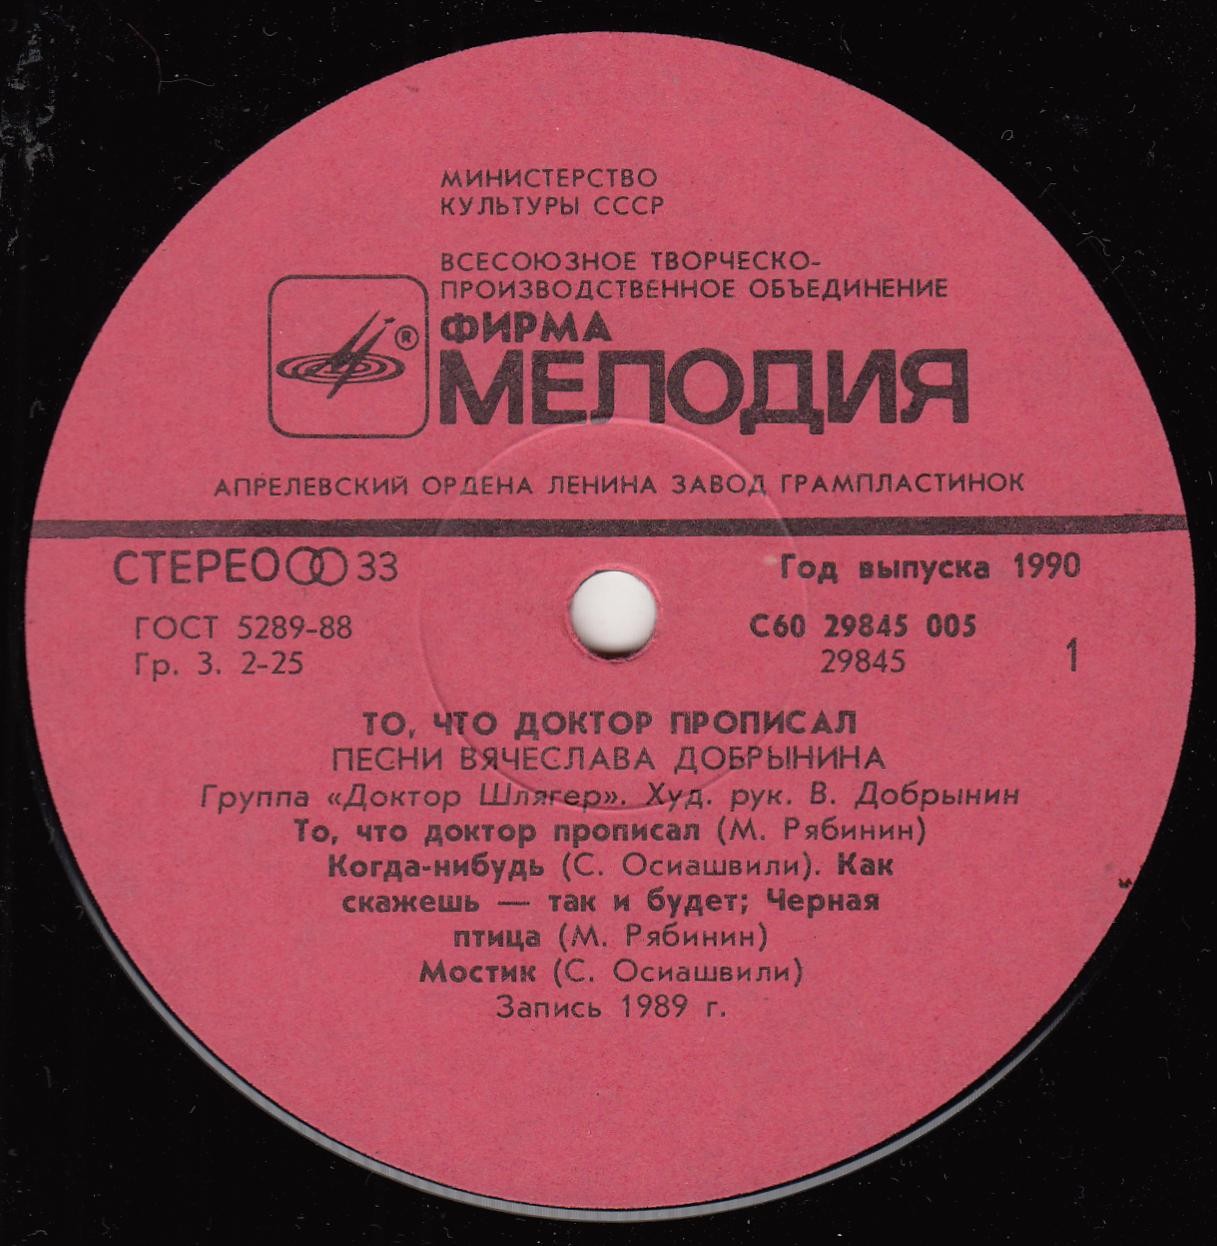 МИНИСТЕРСТВО
КУЛЬТУРЫ СССР
ВСЕСОЮЗНОЕ ТВОРЧЕСКО-
ПРОИЗВОДСТВЕННОЕ ОБЪЕДИНЕНИЕ
ФИРМА
®
МЕЛОДИЯ
АПРЕЛЕВСКИЙ ОРДЕНА ЛЕНИНА ЗАВОД ГРАМПЛАСТИНОК
СТЕРЕО 33
Год выпуска 1990
ГОСТ 5289-88
С60 29845 005
Гр. 3. 2-25
29845
1
ТО, ЧТО ДОКТОР ПРОПИСАЛ
ПЕСНИ ВЯЧЕСЛАВА ДОБРЫНИНА
Группа «Доктор Шлягер». Худ. рук. В. Добрынин
То, что доктор прописал (М. Рябинин)
Когда-нибудь (С. Осиашвили). Как
скажешь — так и будет; Черная
птица (М. Рябинин)
Мостик (С. Осиашвили)
Запись 1989 г.